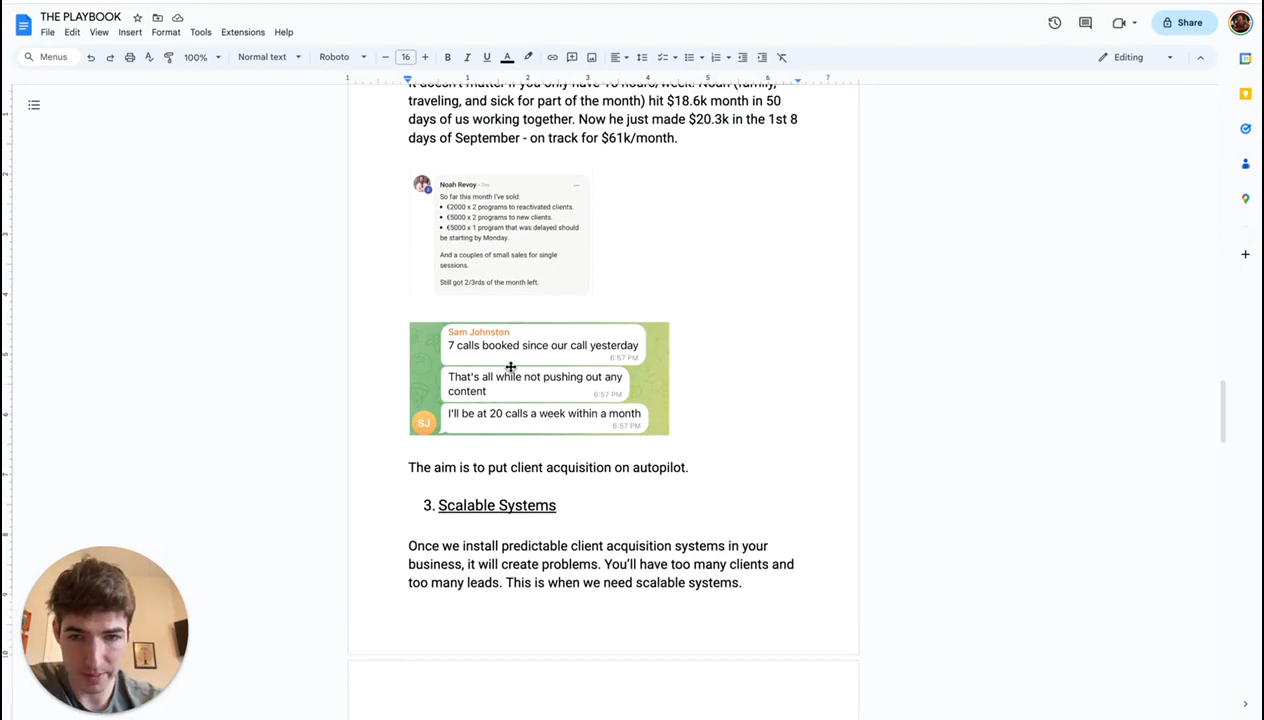 THE PLAYBOOK
File Edit View Insert Format Tools Extensions Help
Share
Menus
100%
Normal text
Roboto
16
B I U A
Editing
1 1 2 3 4 5 6 7
traveling, and sick for part of the month) hit $18.6k month in 50
days of us working together. Now he just made $20.3k in the 1st 8
days of September - on track for $61k/month.
Noah Revoy
So far this month I've sold:
• €2000 x 2 programs to reactivated clients.
• €5000 x 2 programs to new clients.
• €5000 x 1 program that was delayed should
be starting by Monday.
And a couples of small sales for single
sessions.
Still got 2/3rds of the month left.
Sam Johnston
7 calls booked since our call yesterday
6:57 PM
That's all while not pushing out any
content
6:57 PM
I'll be at 20 calls a week within a month
6:57 PM
SJ
The aim is to put client acquisition on autopilot.
3. Scalable Systems
Once we install predictable client acquisition systems in your
business, it will create problems. You'll have too many clients and
too many leads. This is when we need scalable systems.